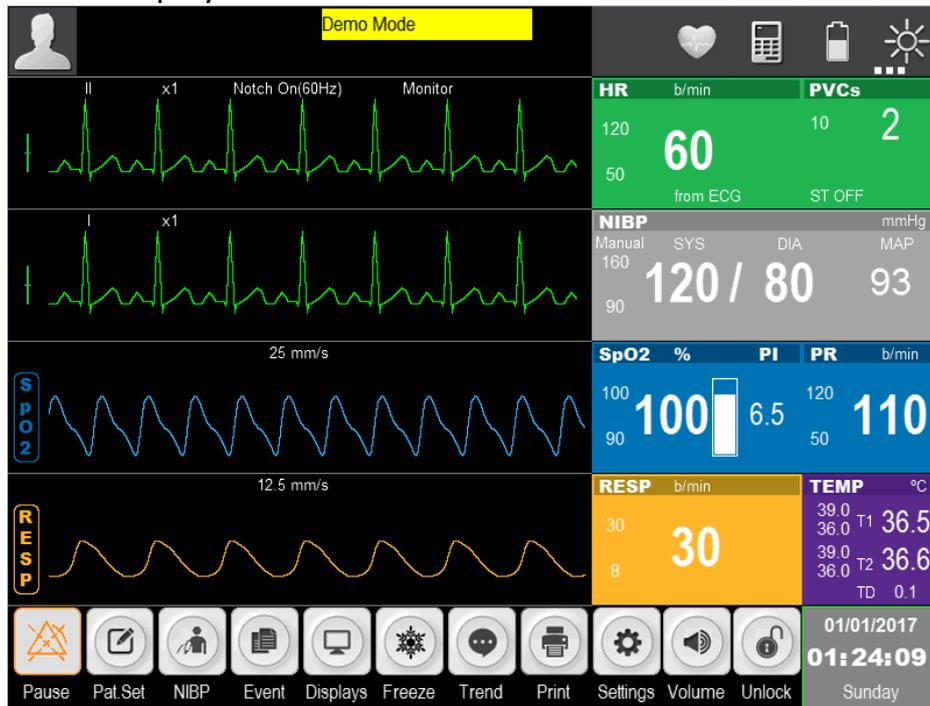 Demo Mode
II x1 Notch On(60Hz) Monitor
HR b/min
120
60
50
from ECG
PVCs
10 2
ST OFF
I x1
NIBP mmHg
Manual SYS DIA MAP
160
120 / 80 93
90
25 mm/s
SpO2
SpO2 % PI
100
100 6.5
90
PR b/min
120
110
50
12.5 mm/s
RESP
RESP b/min
30
30
8
TEMP ºC
39.0
36.0 T1 36.5
39.0
36.0 T2 36.6
TD 0.1
Pause Pat.Set NIBP Event Displays Freeze Trend Print Settings Volume Unlock
01/01/2017
01:24:09
Sunday